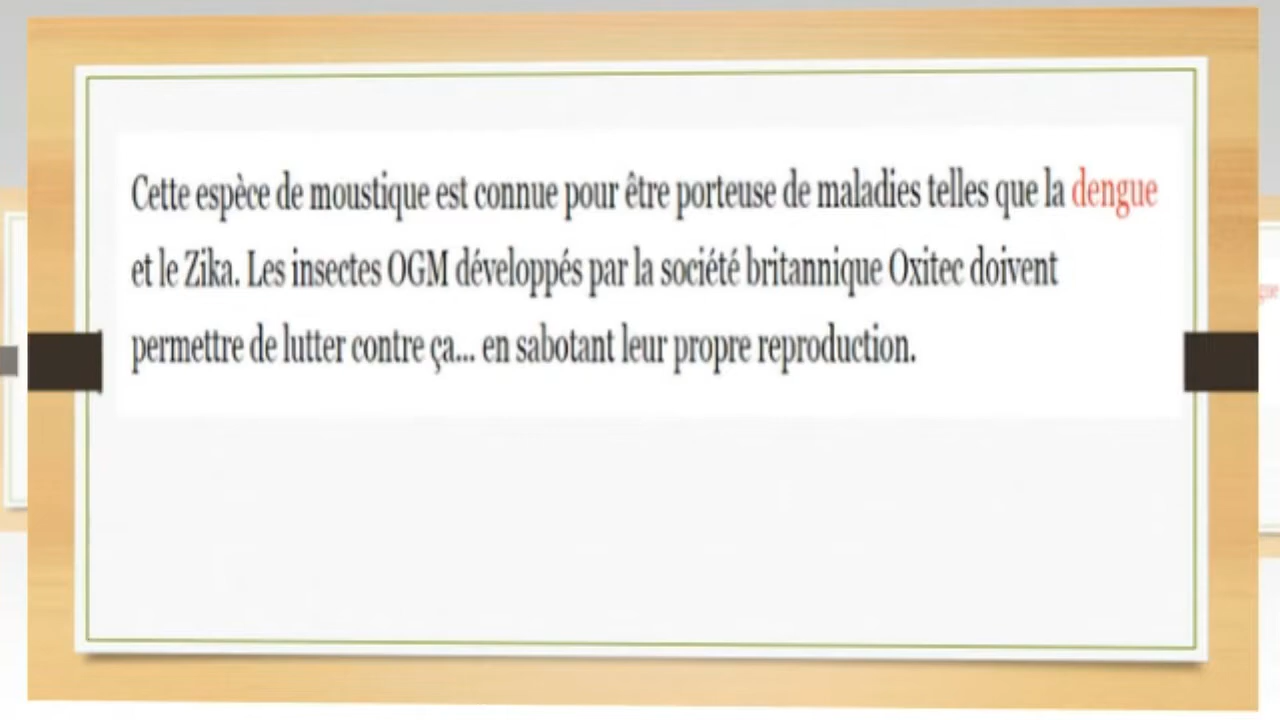 Cette espèce de moustique est connue pour être porteuse de maladies telles que la dengue
et le Zika. Les insectes OGM développés par la société britannique Oxitec doivent
permettre de lutter contre ça... en sabotant leur propre reproduction.